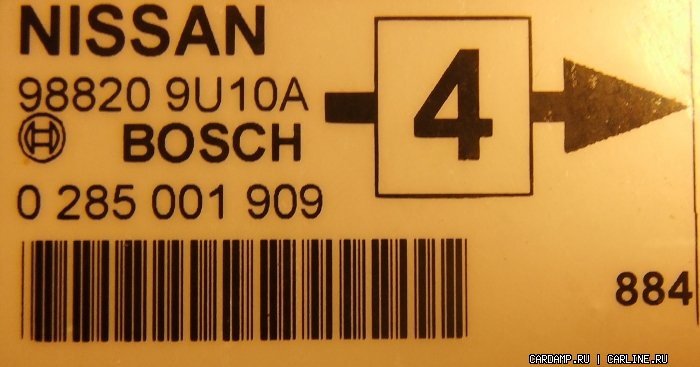 NISSAN
98820 9U10A
BOSCH
0 285 001 909
4
884
CARDAMP.RU | CARLINE.RU